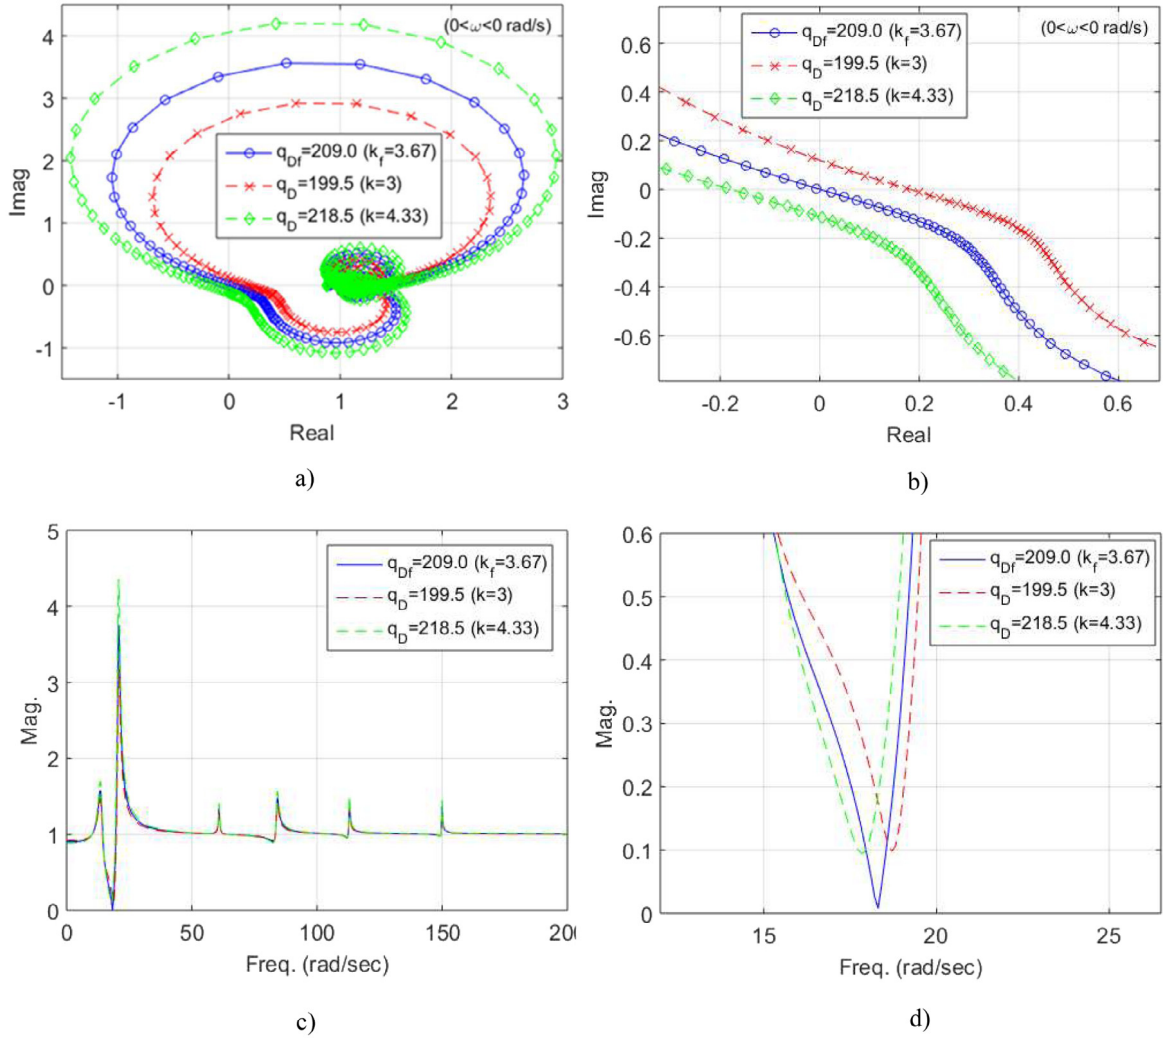 (0<ω<0 rad/s)
q_Df=209.0 (k_f=3.67)
q_D=199.5 (k=3)
q_D=218.5 (k=4.33)
4
3
2
1
0
-1
Imag
-1
0
1
2
3
Real
a)
(0<ω<0 rad/s)
q_Df=209.0 (k_f=3.67)
q_D=199.5 (k=3)
q_D=218.5 (k=4.33)
0.6
0.4
0.2
0
-0.2
-0.4
-0.6
Imag
-0.2
0
0.2
0.4
0.6
Real
b)
q_Df=209.0 (k_f=3.67)
q_D=199.5 (k=3)
q_D=218.5 (k=4.33)
5
4
3
2
1
0
Mag.
0
50
100
150
200
Freq. (rad/sec)
c)
q_Df=209.0 (k_f=3.67)
q_D=199.5 (k=3)
q_D=218.5 (k=4.33)
0.6
0.5
0.4
0.3
0.2
0.1
0
Mag.
15
20
25
Freq. (rad/sec)
d)